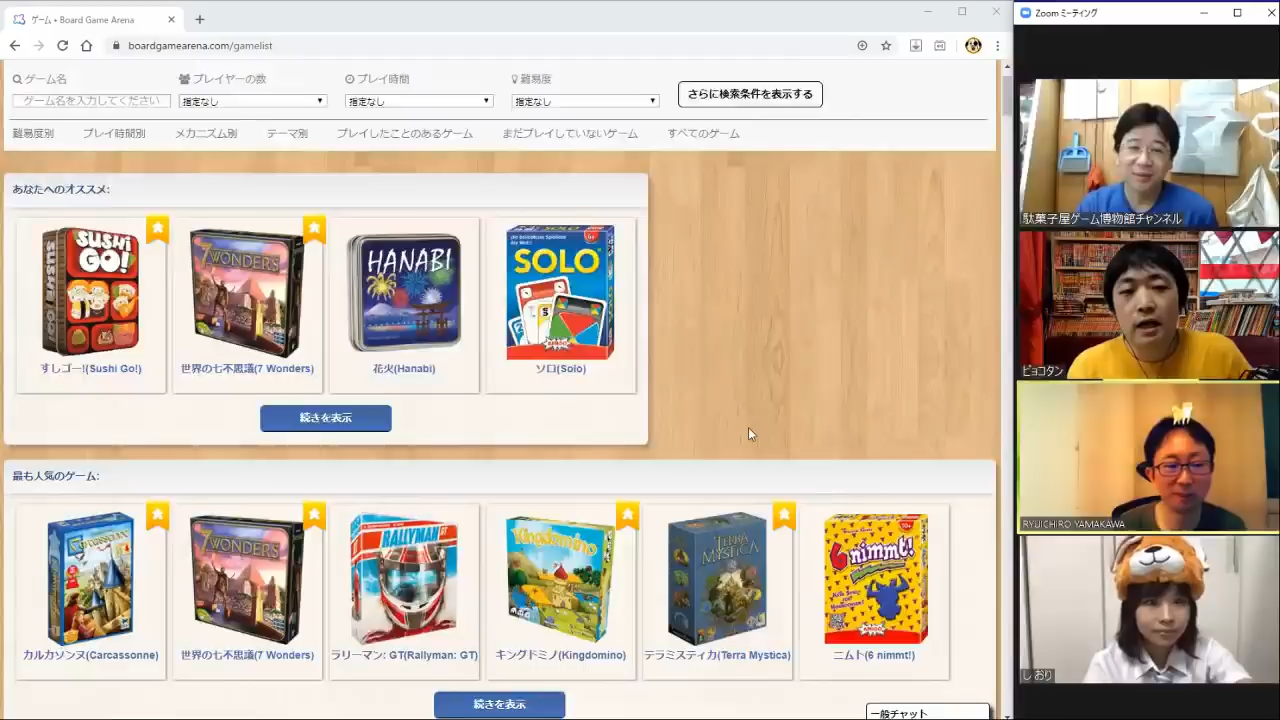 ゲーム • Board Game Arena
boardgamearena.com/gamelist
ゲーム名
プレイヤーの数
プレイ時間
難易度
ゲーム名を入力してください
指定なし
指定なし
指定なし
さらに検索条件を表示する
難易度別
プレイ時間別
メカニズム別
テーマ別
プレイしたことのあるゲーム
まだプレイしていないゲーム
すべてのゲーム
あなたへのオススメ:
SUSHI GO!
7 WONDERS
HANABI
SOLO
すしゴー!(Sushi Go!)
世界の七不思議(7 Wonders)
花火(Hanabi)
ソロ(Solo)
続きを表示
最も人気のゲーム:
Carcassonne
7 WONDERS
RALLYMAN GT
Kingdomino
TERRA MYSTICA
6 nimmt!
AMIGO
カルカソンヌ(Carcassonne)
世界の七不思議(7 Wonders)
ラリーマン: GT(Rallyman: GT)
キングドミノ(Kingdomino)
テラミスティカ(Terra Mystica)
ニムト(6 nimmt!)
続きを表示
一般チャット
Zoom ミーティング
駄菓子屋ゲーム博物館チャンネル
ピョコタン
RYUICHIRO YAMAKAWA
しおり